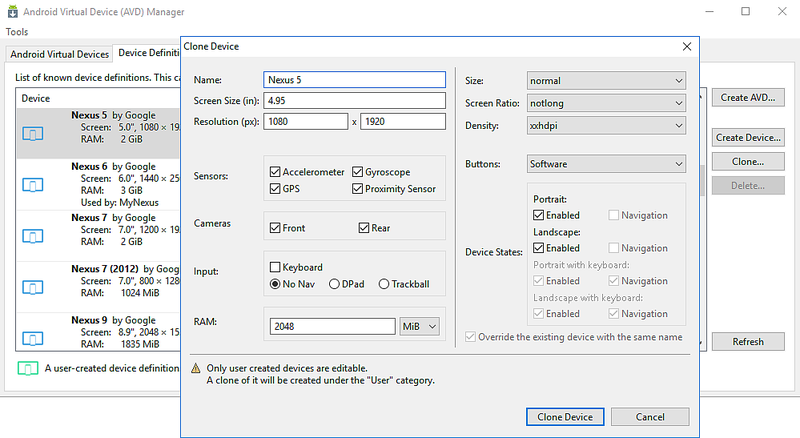 Android Virtual Device (AVD) Manager
Tools
Android Virtual Devices
Device Definiti
List of known device definitions. This ca
Device
Nexus 5 by Google
Screen: 5.0", 1080 × 19
RAM: 2 GiB
Nexus 6 by Google
Screen: 6.0", 1440 × 25
RAM: 3 GiB
Used by: MyNexus
Nexus 7 by Google
Screen: 7.0", 1200 × 19
RAM: 2 GiB
Nexus 7 (2012) by Google
Screen: 7.0", 800 × 128
RAM: 1024 MiB
Nexus 9 by Google
Screen: 8.9", 2048 × 15
RAM: 1835 MiB
A user-created device definition
Create AVD...
Create Device...
Clone...
Delete...
Refresh
Clone Device
Name: Nexus 5
Screen Size (in): 4.95
Resolution (px): 1080 x 1920
Sensors:
Accelerometer Gyroscope
GPS Proximity Sensor
Cameras
Front Rear
Input:
Keyboard
No Nav DPad Trackball
RAM: 2048 MiB
Size: normal
Screen Ratio: notlong
Density: xxhdpi
Buttons: Software
Device States:
Portrait:
Enabled Navigation
Landscape:
Enabled Navigation
Portrait with keyboard:
Enabled Navigation
Landscape with keyboard:
Enabled Navigation
Override the existing device with the same name
Only user created devices are editable.
A clone of it will be created under the "User" category.
Clone Device
Cancel